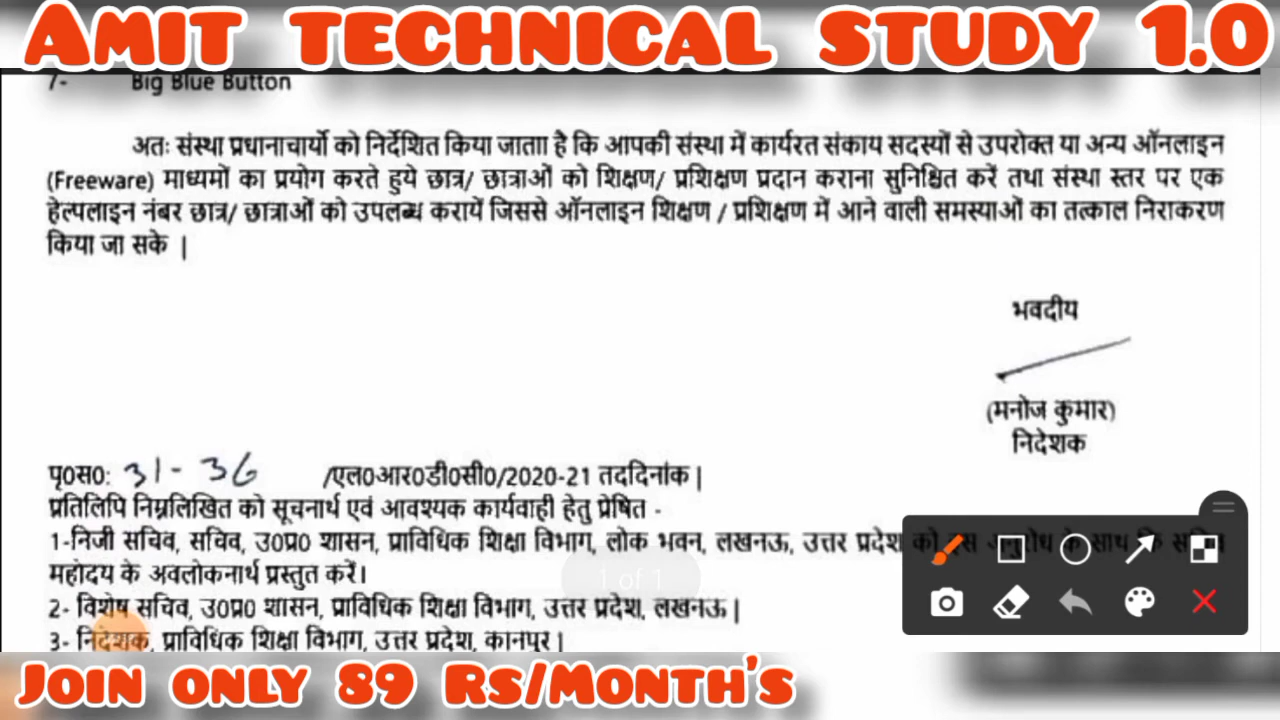 AMIT TECHNICAL STUDY 1.0
7- Big Blue Button
अतः संस्था प्रधानाचार्यो को निर्देशित किया जाताा है कि आपकी संस्था में कार्यरत संकाय सदस्यों से उपरोक्त या अन्य ऑनलाइन
(Freeware) माध्यमों का प्रयोग करते हुये छात्र/ छात्राओं को शिक्षण/ प्रशिक्षण प्रदान कराना सुनिश्चित करें तथा संस्था स्तर पर एक
हेल्पलाइन नंबर छात्र/ छात्राओं को उपलब्ध करायें जिससे ऑनलाइन शिक्षण / प्रशिक्षण में आने वाली समस्याओं का तत्काल निराकरण
किया जा सके |
भवदीय
(मनोज कुमार)
निदेशक
पृ0स0: 31-36 /एल0आर0डी0सी0/2020-21 तददिनांक|
प्रतिलिपि निम्नलिखित को सूचनार्थ एवं आवश्यक कार्यवाही हेतु प्रेषित -
1-निजी सचिव, सचिव, उ0प्र0 शासन, प्राविधिक शिक्षा विभाग, लोक भवन, लखनऊ, उत्तर प्रदेश को इस अनुरोध के साथ कि
महोदय के अवलोकनार्थ प्रस्तुत करें।
1 of 1
2- विशेष सचिव, उ0प्र0 शासन, प्राविधिक शिक्षा विभाग, उत्तर प्रदेश, लखनऊ|
3- निदेशक, प्राविधिक शिक्षा विभाग, उत्तर प्रदेश, कानपुर|
JOIN ONLY 89 RS/MONTH'S